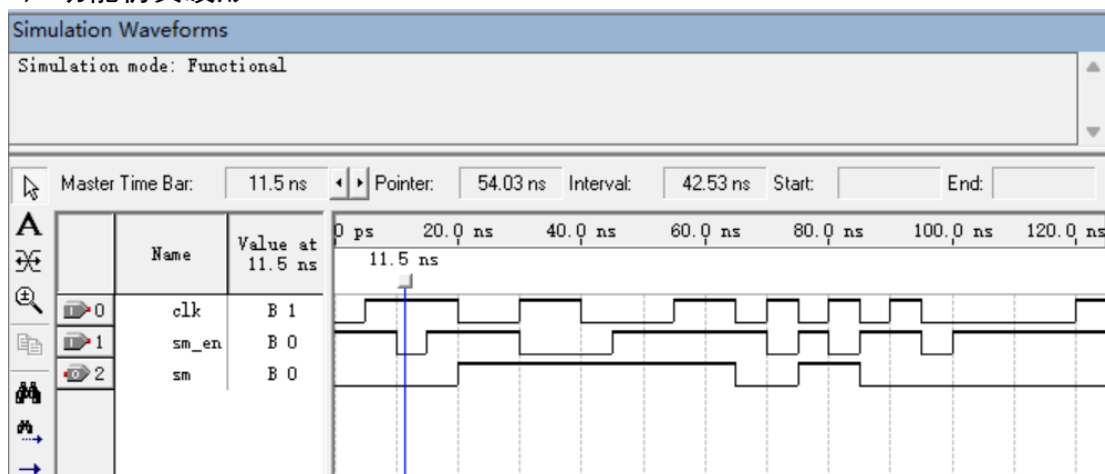 Simulation Waveforms
Simulation mode: Functional
Master Time Bar: 11.5 ns Pointer: 54.03 ns Interval: 42.53 ns Start: End:
Name Value at 11.5 ns 0 ps 20.0 ns 40.0 ns 60.0 ns 80.0 ns 100.0 ns 120.0 ns
11.5 ns
0 clk B 1
1 sm_en B 0
2 sm B 0